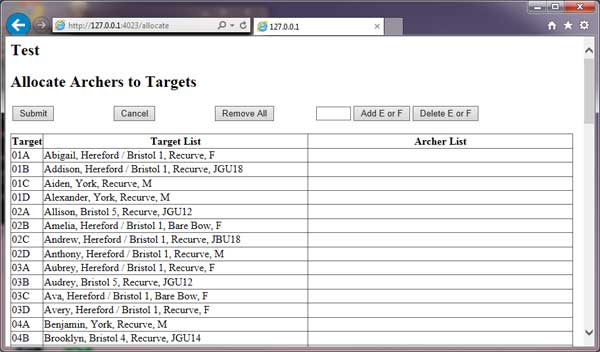 http://127.0.0.1:4023/allocate
127.0.0.1
Test
Allocate Archers to Targets
Submit Cancel Remove All Add E or F Delete E or F
Target Target List Archer List
01A Abigail, Hereford / Bristol 1, Recurve, F
01B Addison, Hereford / Bristol 1, Recurve, JGU18
01C Aiden, York, Recurve, M
01D Alexander, York, Recurve, M
02A Allison, Bristol 5, Recurve, JGU12
02B Amelia, Hereford / Bristol 1, Bare Bow, F
02C Andrew, Hereford / Bristol 1, Recurve, JBU18
02D Anthony, Hereford / Bristol 1, Recurve, M
03A Aubrey, Hereford / Bristol 1, Recurve, F
03B Audrey, Bristol 5, Recurve, JGU12
03C Ava, Hereford / Bristol 1, Bare Bow, F
03D Avery, Hereford / Bristol 1, Recurve, F
04A Benjamin, York, Recurve, M
04B Brooklyn, Bristol 4, Recurve, JGU14